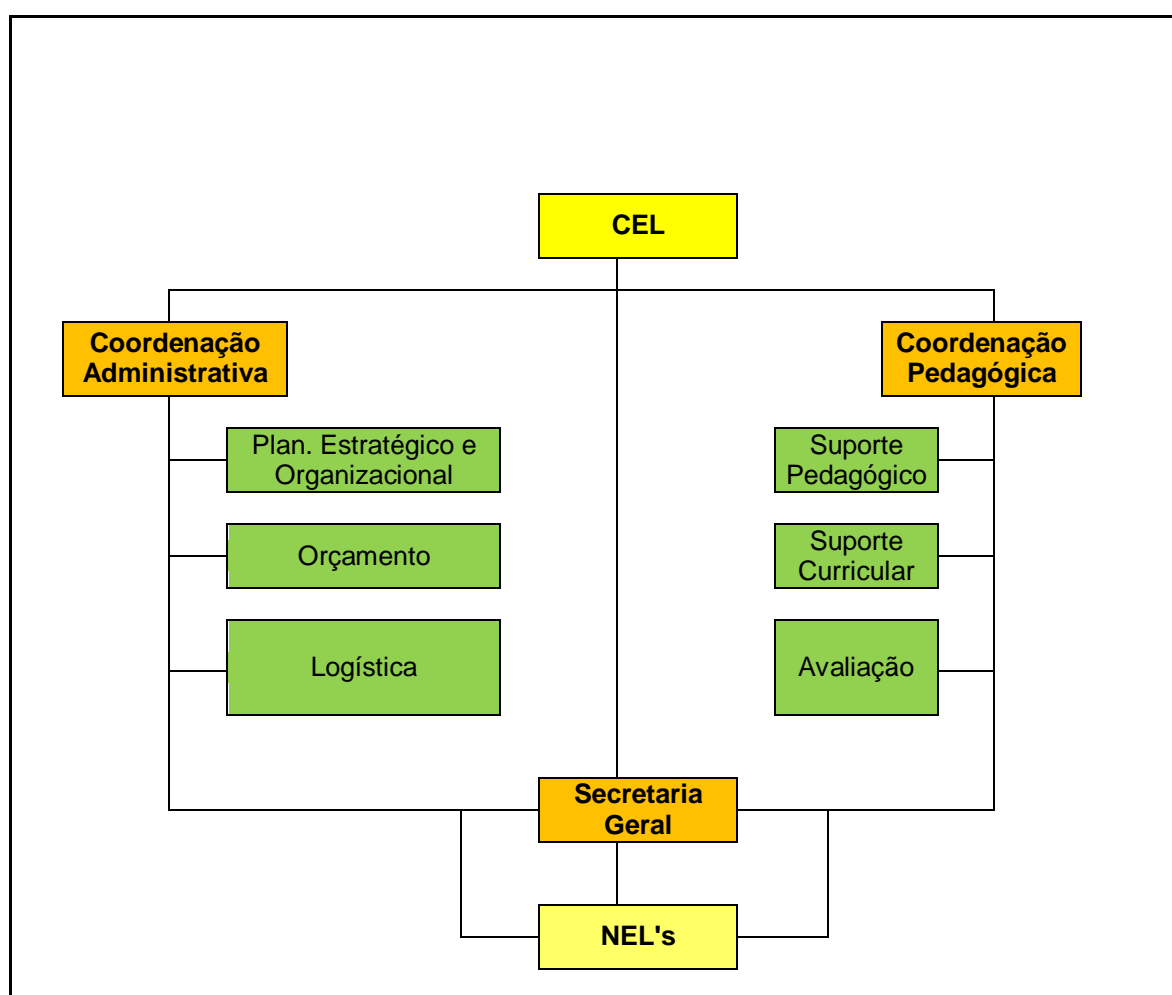 CEL
Coordenação
Administrativa
Coordenação
Pedagógica
Plan. Estratégico e
Organizacional
Suporte
Pedagógico
Orçamento
Suporte
Curricular
Logística
Avaliação
Secretaria
Geral
NEL's